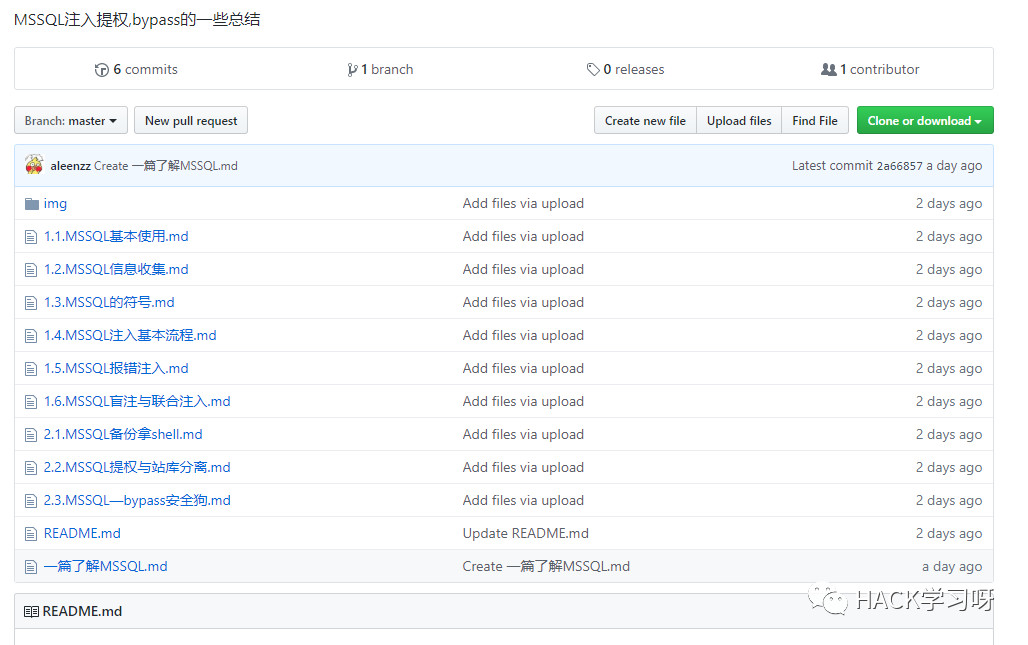 MSSQL注入提权,bypass的一些总结
6 commits 1 branch 0 releases 1 contributor
Branch: master New pull request Create new file Upload files Find File Clone or download
aleenzz Create 一篇了解MSSQL.md Latest commit 2a66857 a day ago
img Add files via upload 2 days ago
1.1.MSSQL基本使用.md Add files via upload 2 days ago
1.2.MSSQL信息收集.md Add files via upload 2 days ago
1.3.MSSQL的符号.md Add files via upload 2 days ago
1.4.MSSQL注入基本流程.md Add files via upload 2 days ago
1.5.MSSQL报错注入.md Add files via upload 2 days ago
1.6.MSSQL盲注与联合注入.md Add files via upload 2 days ago
2.1.MSSQL备份拿shell.md Add files via upload 2 days ago
2.2.MSSQL提权与站库分离.md Add files via upload 2 days ago
2.3.MSSQL—bypass安全狗.md Add files via upload 2 days ago
README.md Update README.md 2 days ago
一篇了解MSSQL.md Create 一篇了解MSSQL.md a day ago
HACK学习呀
README.md